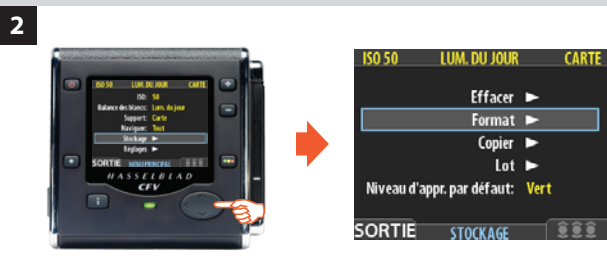 2
ISO 50 LUM. DU JOUR CARTE
ISO: 50
Balance des blancs: Lum. du jour
Support: Carte
Naviguer: Tout
Stockage ►
Réglages ►
SORTIE MENU PRINCIPAL
HASSELBLAD
CFV
i
ISO 50 LUM. DU JOUR CARTE
Effacer ►
Format ►
Copier ►
Lot ►
Niveau d'appr. par défaut: Vert
SORTIE STOCKAGE